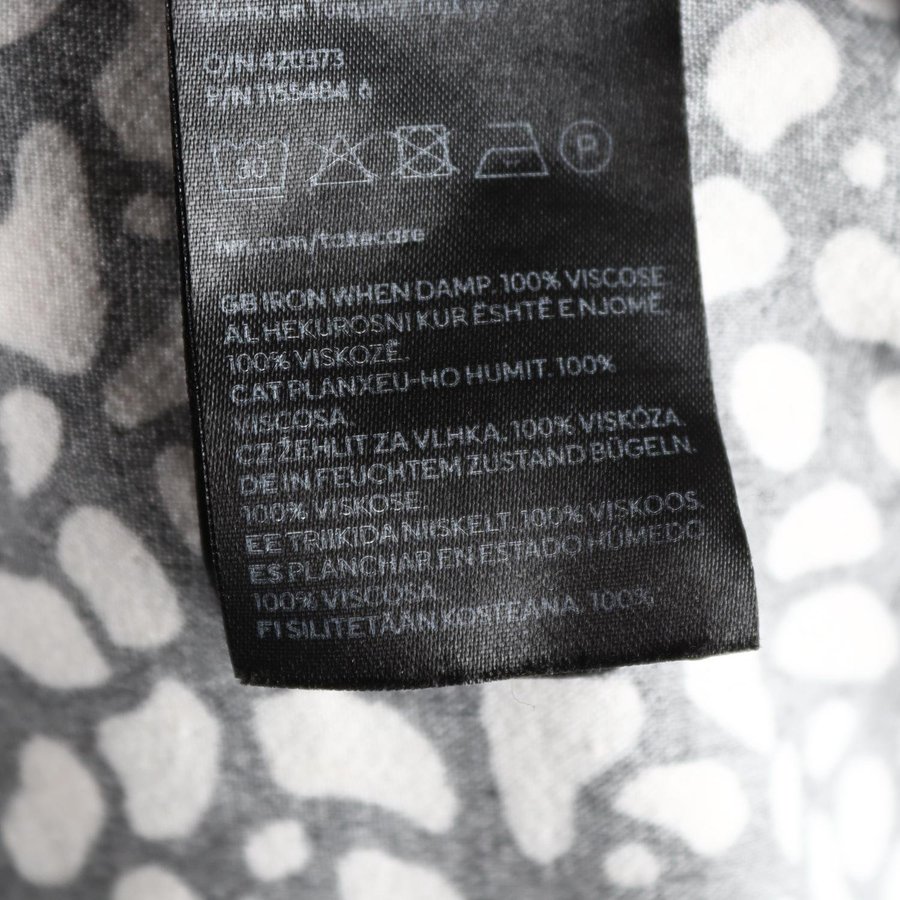 O/N 420373
P/N 1155484 6
30
P
hm.com/takecare
GB IRON WHEN DAMP. 100% VISCOSE.
AL HEKUROSNI KUR ËSHTË E NJOMË.
100% VISKOZË.
CAT PLANXEU-HO HUMIT. 100%
VISCOSA.
CZ ŽEHLIT ZA VLHKA. 100% VISKÓZA.
DE IN FEUCHTEM ZUSTAND BÜGELN.
100% VISKOSE
EE TRIIKIDA NIISKELT. 100% VISKOOS.
ES PLANCHAR EN ESTADO HÚMEDO.
100% VISCOSA.
FI SILITETÄÄN KOSTEANA. 100%